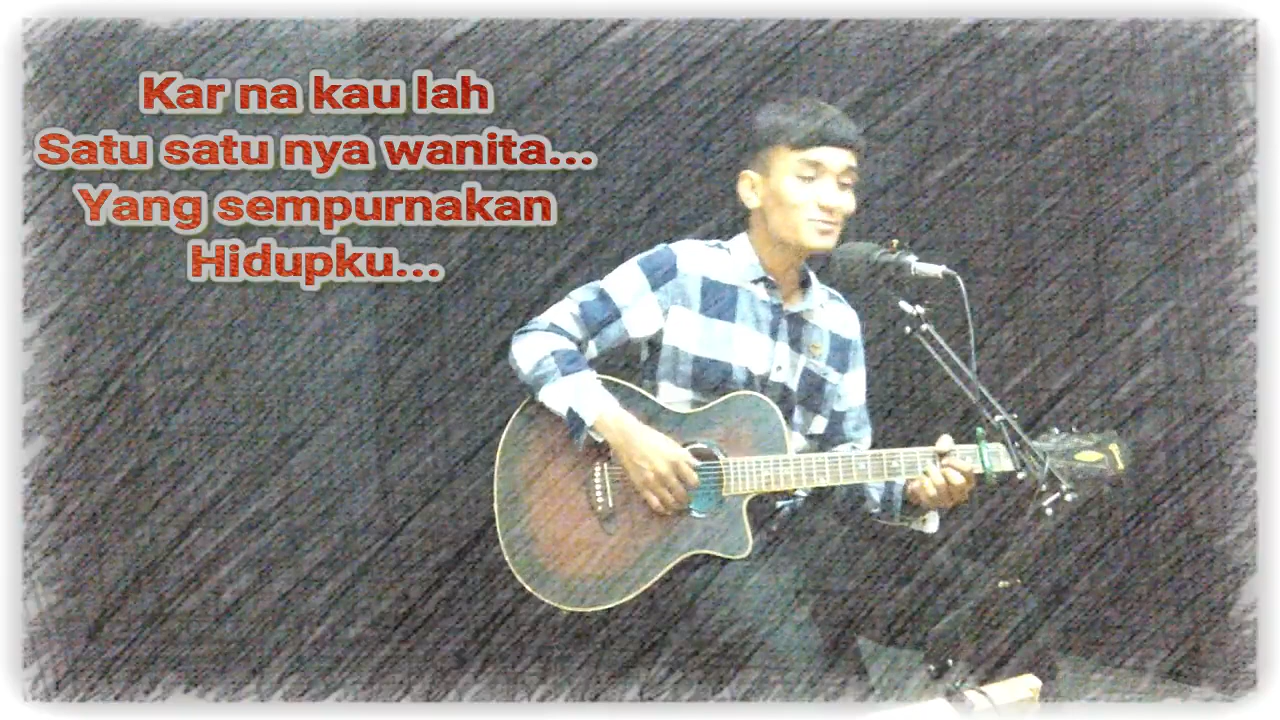 Kar na kau lah
Satu satu nya wanita...
Yang sempurnakan
Hidupku...